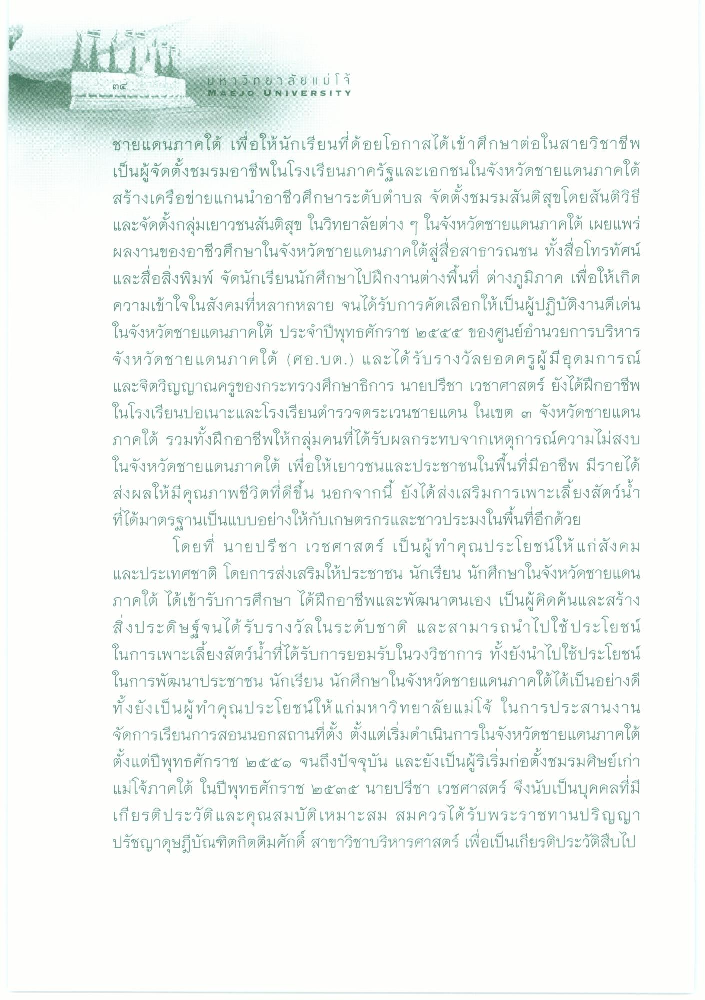 มหาวิทยาลัยแม่โจ้
MAEJO UNIVERSITY
๓๔
ชายแดนภาคใต้ เพื่อให้นักเรียนที่ด้อยโอกาสได้เข้าศึกษาต่อในสายวิชาชีพ
เป็นผู้จัดตั้งชมรมอาชีพในโรงเรียนภาครัฐและเอกชนในจังหวัดชายแดนภาคใต้
สร้างเครือข่ายแกนนำอาชีวศึกษาระดับตำบล จัดตั้งชมรมสันติสุขโดยสันติวิธี
และจัดตั้งกลุ่มเยาวชนสันติสุข ในวิทยาลัยต่าง ๆ ในจังหวัดชายแดนภาคใต้ เผยแพร่
ผลงานของอาชีวศึกษาในจังหวัดชายแดนภาคใต้สู่สื่อสาธารณชน ทั้งสื่อโทรทัศน์
และสื่อสิ่งพิมพ์ จัดนักเรียนนักศึกษาไปฝึกงานต่างพื้นที่ ต่างภูมิภาค เพื่อให้เกิด
ความเข้าใจในสังคมที่หลากหลาย จนได้รับการคัดเลือกให้เป็นผู้ปฏิบัติงานดีเด่น
ในจังหวัดชายแดนภาคใต้ ประจำปีพุทธศักราช ๒๕๕๕ ของศูนย์อำนวยการบริหาร
จังหวัดชายแดนภาคใต้ (ศอ.บต.) และได้รับรางวัลยอดครูผู้มีอุดมการณ์
และจิตวิญญาณครูของกระทรวงศึกษาธิการ นายปรีชา เวชาศาสตร์ ยังได้ฝึกอาชีพ
ในโรงเรียนปอเนาะและโรงเรียนตำรวจตระเวนชายแดน ในเขต ๓ จังหวัดชายแดน
ภาคใต้ รวมทั้งฝึกอาชีพให้กลุ่มคนที่ได้รับผลกระทบจากเหตุการณ์ความไม่สงบ
ในจังหวัดชายแดนภาคใต้ เพื่อให้เยาวชนและประชาชนในพื้นที่มีอาชีพ มีรายได้
ส่งผลให้มีคุณภาพชีวิตที่ดีขึ้น นอกจากนี้ ยังได้ส่งเสริมการเพาะเลี้ยงสัตว์น้ำ
ที่ได้มาตรฐานเป็นแบบอย่างให้กับเกษตรกรและชาวประมงในพื้นที่อีกด้วย
โดยที่ นายปรีชา เวชศาสตร์ เป็นผู้ทำคุณประโยชน์ให้แก่สังคม
และประเทศชาติ โดยการส่งเสริมให้ประชาชน นักเรียน นักศึกษาในจังหวัดชายแดน
ภาคใต้ ได้เข้ารับการศึกษา ได้ฝึกอาชีพและพัฒนาตนเอง เป็นผู้คิดค้นและสร้าง
สิ่งประดิษฐ์จนได้รับรางวัลในระดับชาติ และสามารถนำไปใช้ประโยชน์
ในการเพาะเลี้ยงสัตว์น้ำที่ได้รับการยอมรับในวงวิชาการ ทั้งยังนำไปใช้ประโยชน์
ในการพัฒนาประชาชน นักเรียน นักศึกษาในจังหวัดชายแดนภาคใต้ได้เป็นอย่างดี
ทั้งยังเป็นผู้ทำคุณประโยชน์ให้แก่มหาวิทยาลัยแม่โจ้ ในการประสานงาน
จัดการเรียนการสอนนอกสถานที่ตั้ง ตั้งแต่เริ่มดำเนินการในจังหวัดชายแดนภาคใต้
ตั้งแต่ปีพุทธศักราช ๒๕๕๑ จนถึงปัจจุบัน และยังเป็นผู้ริเริ่มก่อตั้งชมรมศิษย์เก่า
แม่โจ้ภาคใต้ ในปีพุทธศักราช ๒๕๓๕ นายปรีชา เวชศาสตร์ จึงนับเป็นบุคคลที่มี
เกียรติประวัติและคุณสมบัติเหมาะสม สมควรได้รับพระราชทานปริญญา
ปรัชญาดุษฎีบัณฑิตกิตติมศักดิ์ สาขาวิชาบริหารศาสตร์ เพื่อเป็นเกียรติประวัติสืบไป